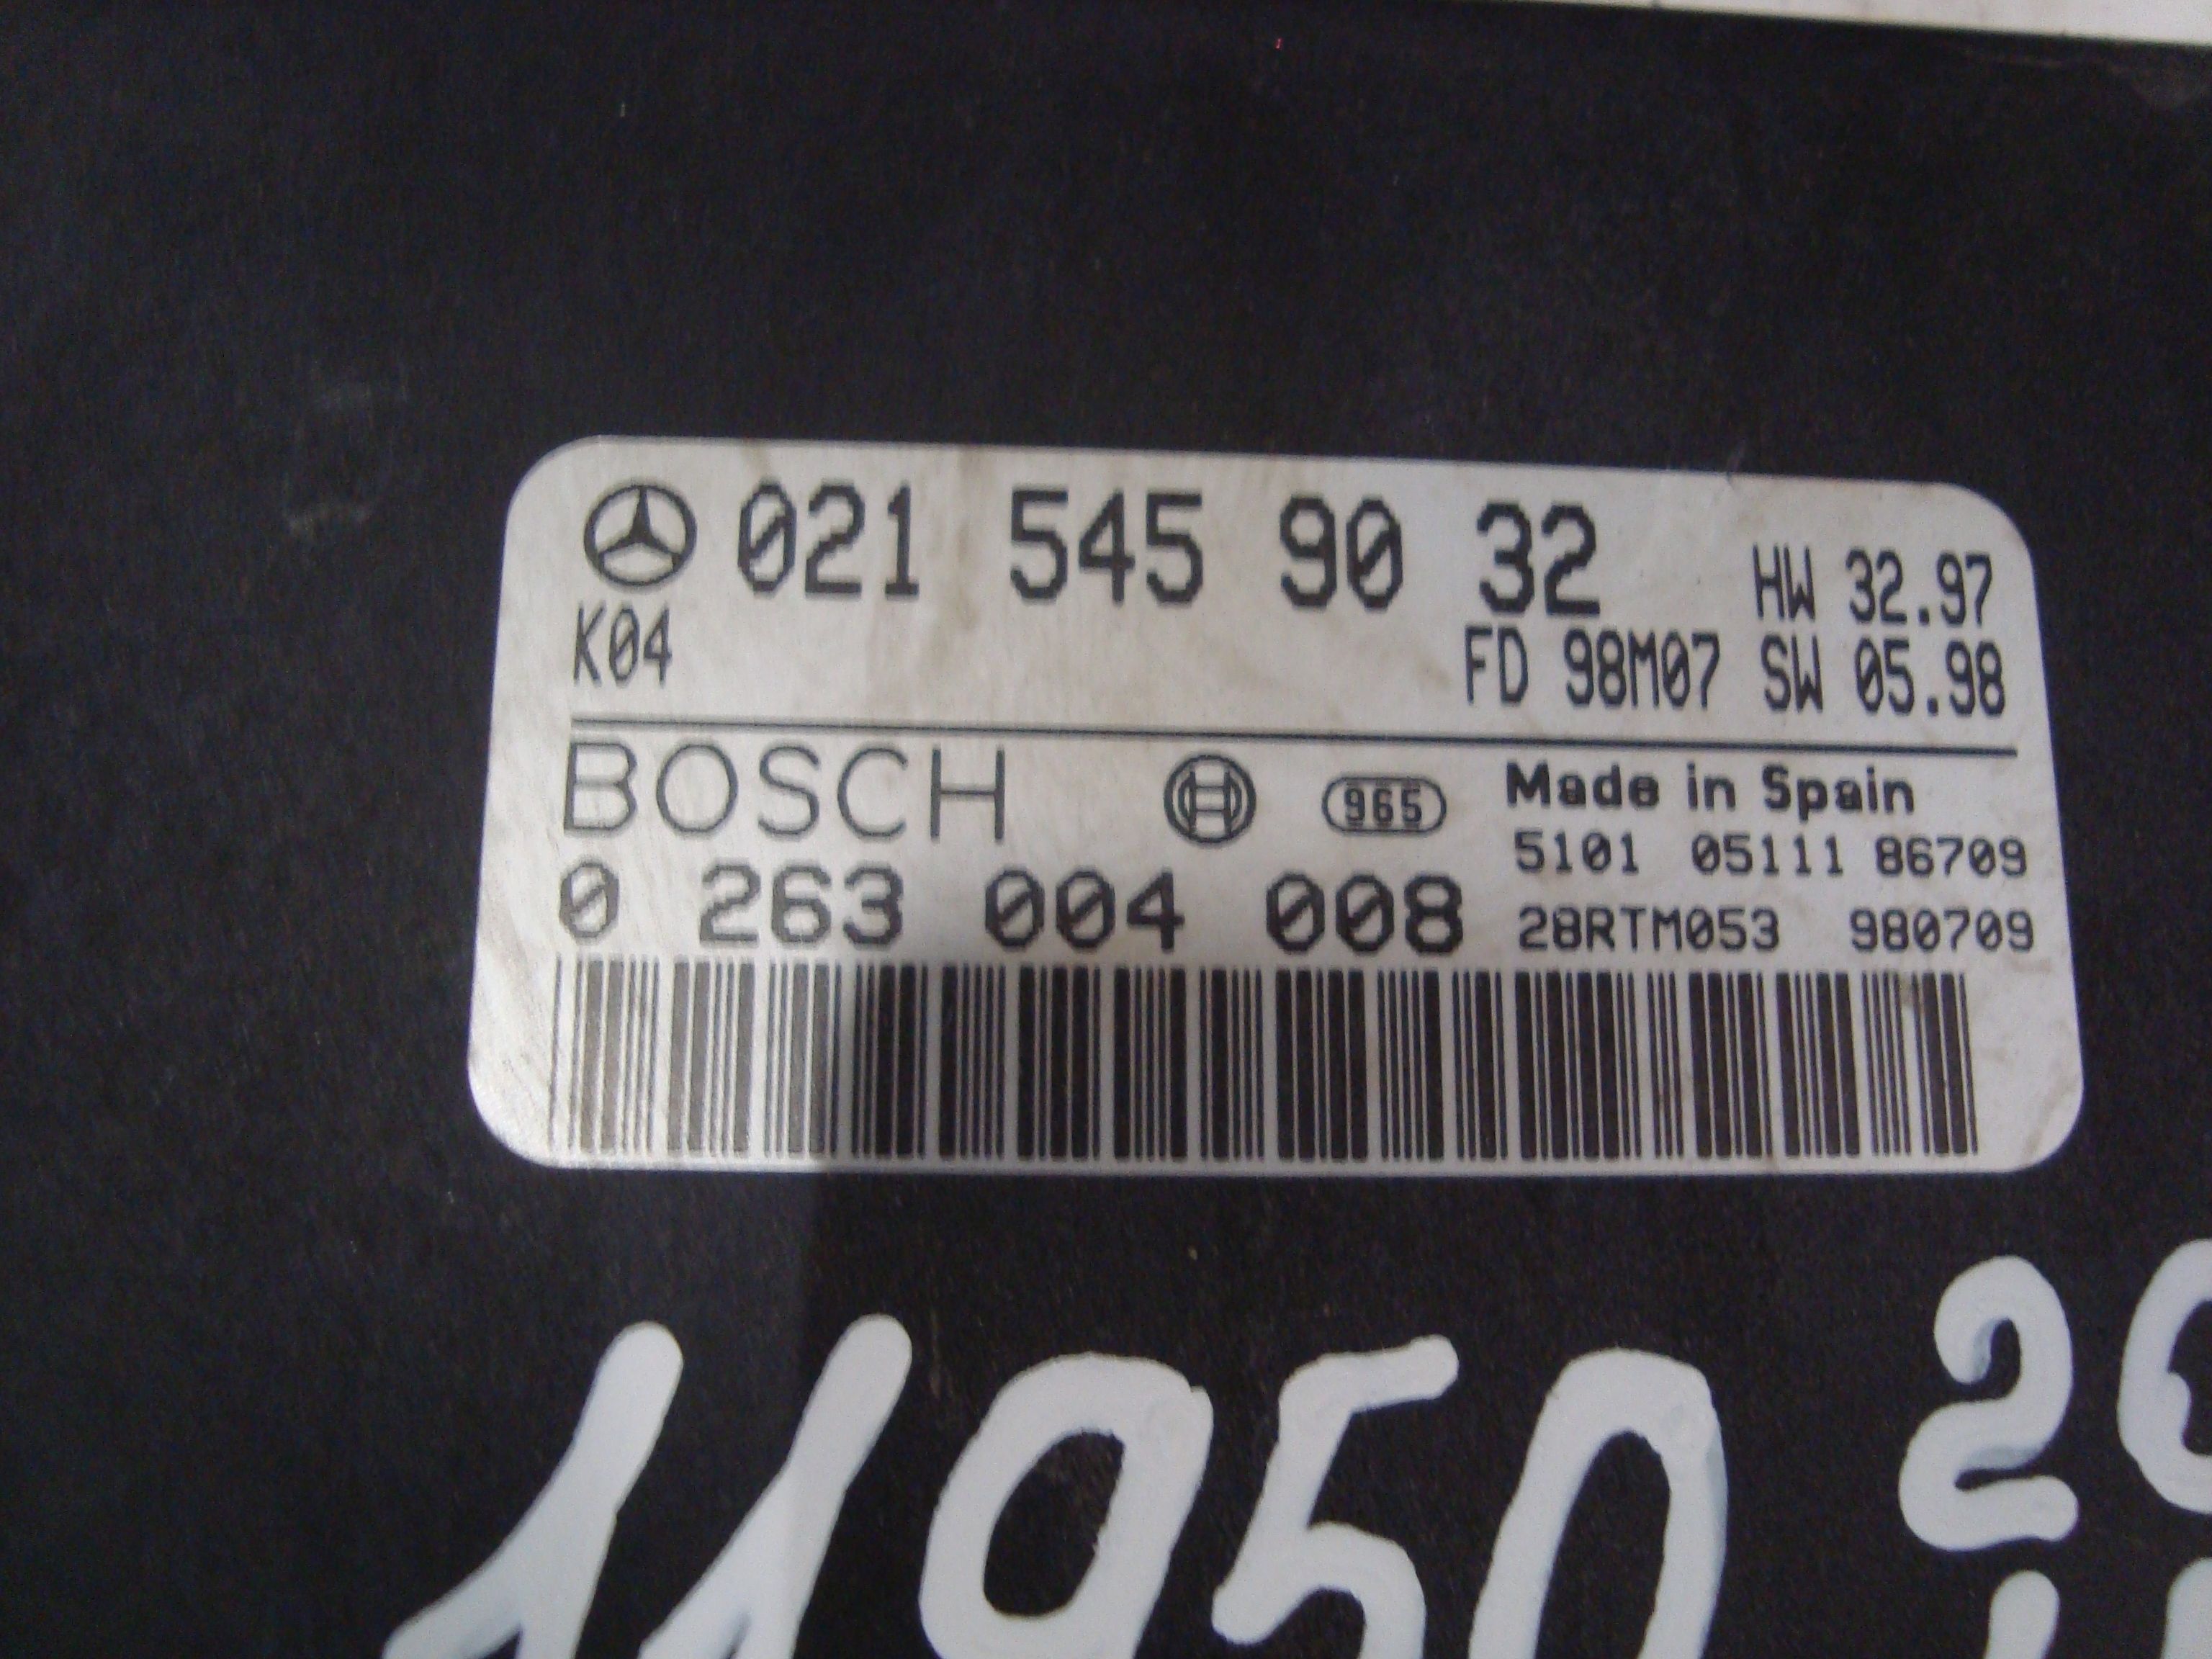 021 545 90 32 HW 32.97
K04 FD 98M07 SW 05.98
BOSCH 965 Made in Spain
5101 05111 86709
0 263 004 008 28RTM053 980709